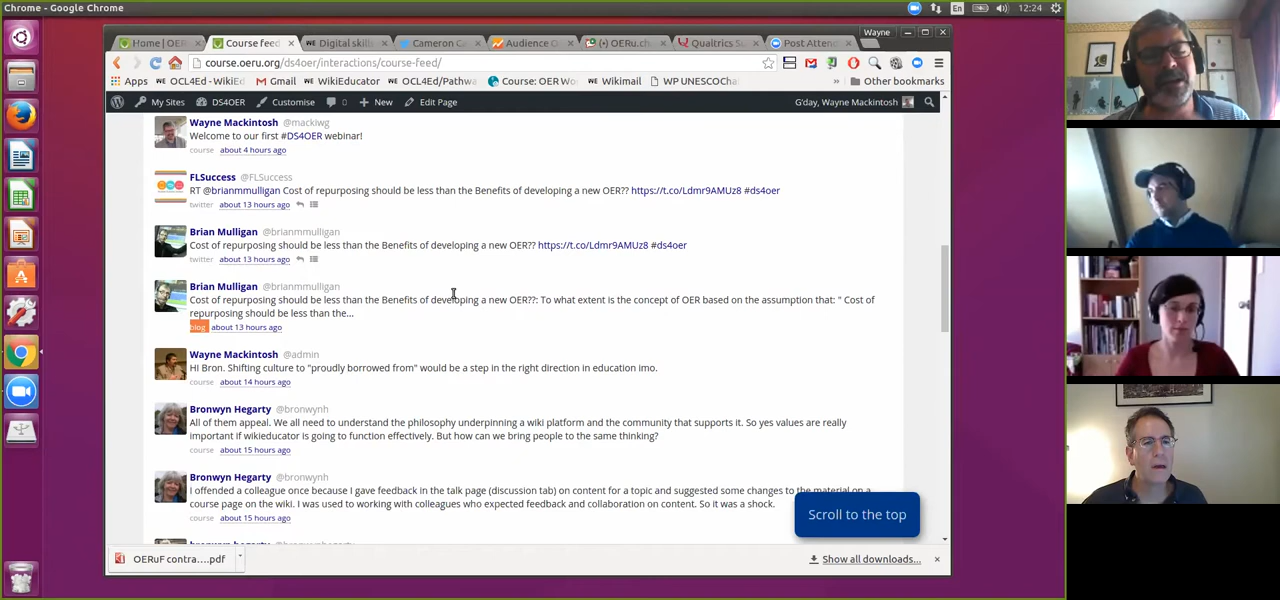 Chrome - Google Chrome
En
12:24
Wayne
Home | OER
Course feed
Digital skills
Cameron Ca
Audience O
(•) OERu.ch
Qualtrics Su
Post Attend
course.oeru.org/ds4oer/interactions/course-feed/
Apps
OCL4Ed - WikiEd
Gmail
WikiEducator
OCL4Ed/Pathwa
Course: OER Wo
Wikimail
WP UNESCOChai
»
Other bookmarks
My Sites
DS4OER
Customise
0
New
Edit Page
G'day, Wayne Mackintosh
Wayne Mackintosh @mackiwg
Welcome to our first #DS4OER webinar!
course about 4 hours ago
FLSuccess @FLSuccess
RT @brianmmulligan Cost of repurposing should be less than the Benefits of developing a new OER?? https://t.co/Ldmr9AMUz8 #ds4oer
twitter about 13 hours ago
Brian Mulligan @brianmmulligan
Cost of repurposing should be less than the Benefits of developing a new OER?? https://t.co/Ldmr9AMUz8 #ds4oer
twitter about 13 hours ago
Brian Mulligan @brianmmulligan
Cost of repurposing should be less than the Benefits of developing a new OER??: To what extent is the concept of OER based on the assumption that: " Cost of
repurposing should be less than the...
blog about 13 hours ago
Wayne Mackintosh @admin
Hi Bron. Shifting culture to "proudly borrowed from" would be a step in the right direction in education imo.
course about 14 hours ago
Bronwyn Hegarty @bronwynh
All of them appeal. We all need to understand the philosophy underpinning a wiki platform and the community that supports it. So yes values are really
important if wikieducator is going to function effectively. But how can we bring people to the same thinking?
course about 15 hours ago
Bronwyn Hegarty @bronwynh
I offended a colleague once because I gave feedback in the talk page (discussion tab) on content for a topic and suggested some changes to the material on a
course page on the wiki. I was used to working with colleagues who expected feedback and collaboration on content. So it was a shock.
course about 15 hours ago
Scroll to the top
OERuF contra....pdf
Show all downloads...